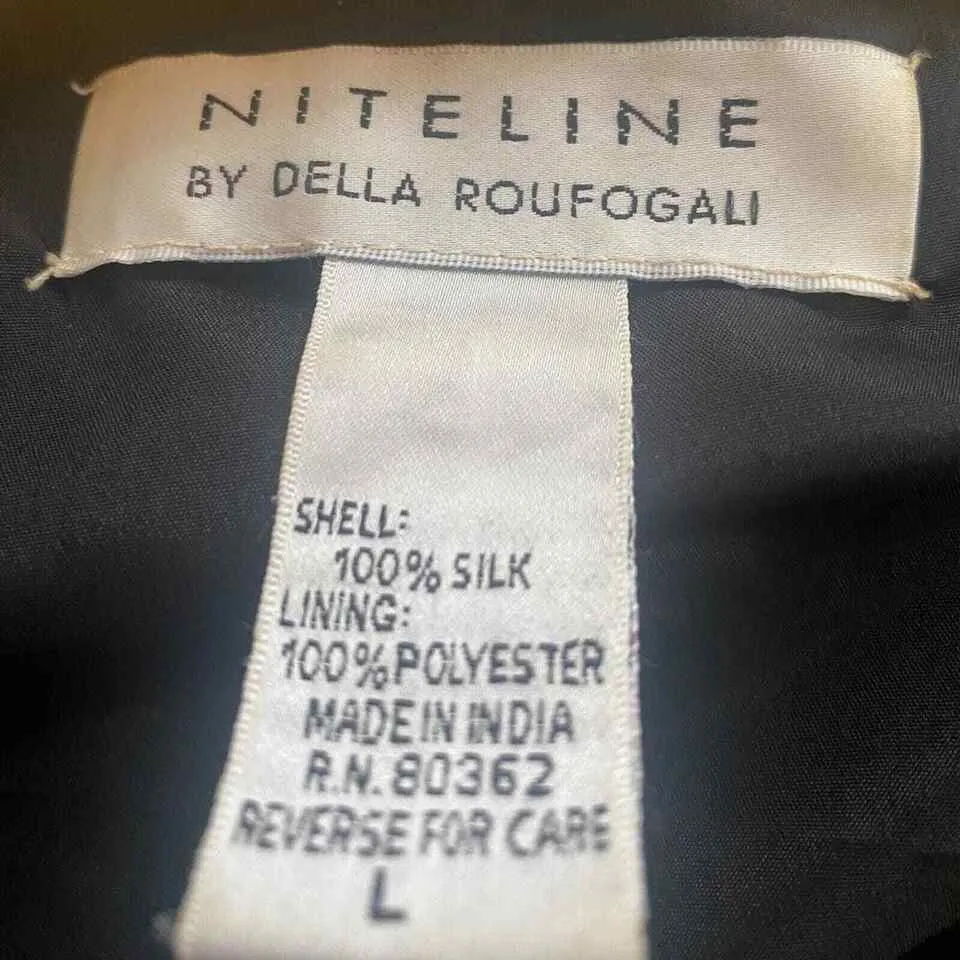 NITELINE
BY DELLA ROUFOGALI
SHELL:
100% SILK
LINING:
100% POLYESTER
MADE IN INDIA
R.N. 80362
REVERSE FOR CARE
L